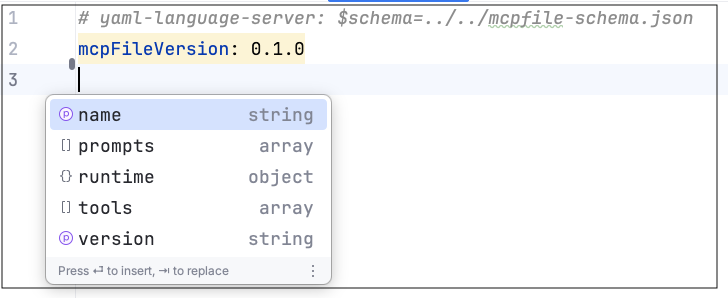 1 # yaml-language-server: $schema=../../mcpfile-schema.json
2 mcpFileVersion: 0.1.0
3
name string
prompts array
runtime object
tools array
version string
Press ⏎ to insert, ⇥ to replace